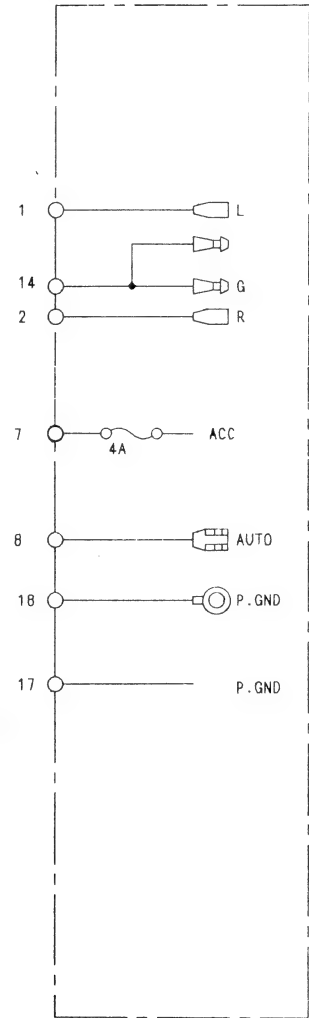 1 L
14 G
2 R
7 4A ACC
8 AUTO
18 P.GND
17 P.GND